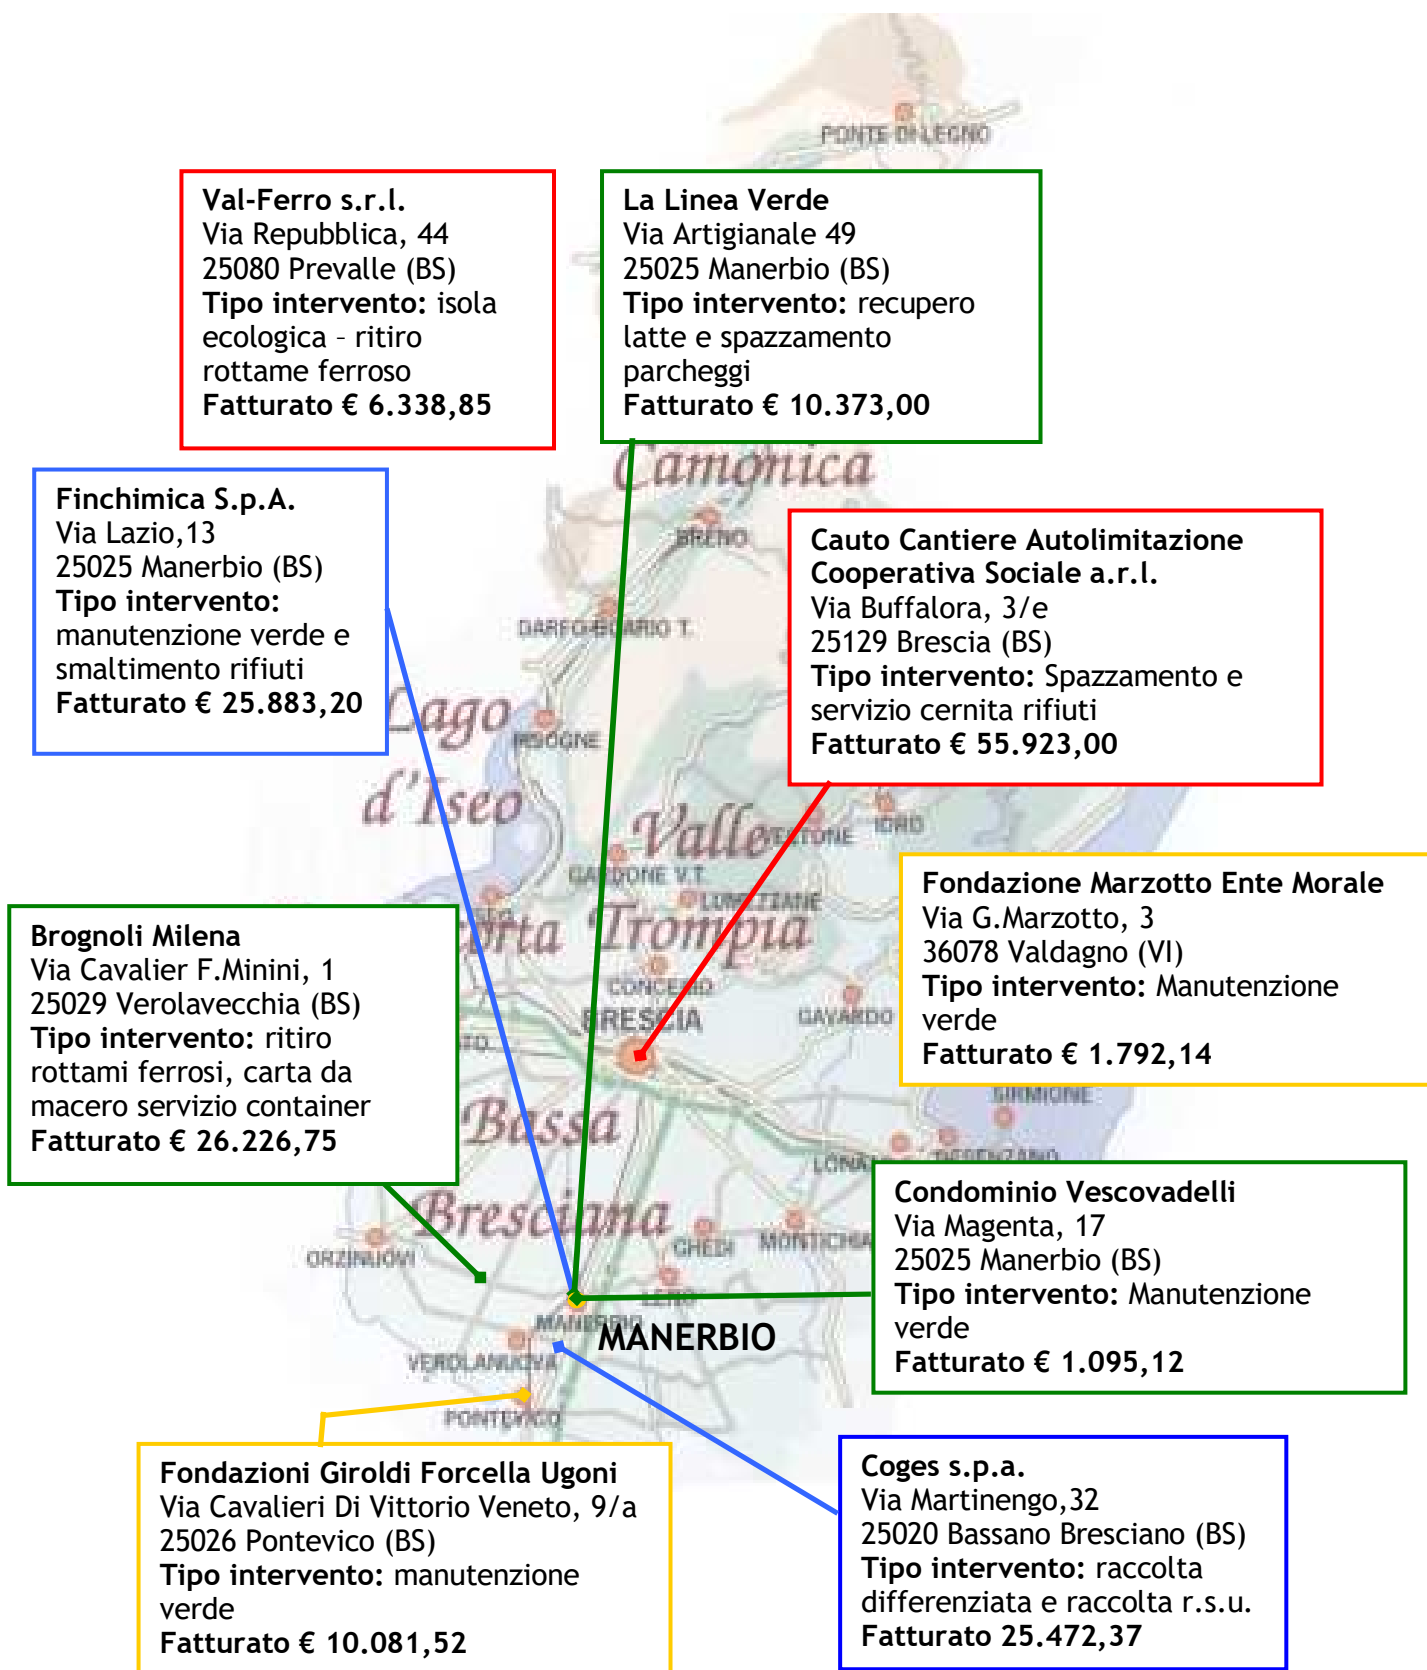 PONTE DI LEGNO
Val-Ferro s.r.l.
Via Repubblica, 44
25080 Prevalle (BS)
Tipo intervento: isola
ecologica – ritiro
rottame ferroso
Fatturato € 6.338,85
La Linea Verde
Via Artigianale 49
25025 Manerbio (BS)
Tipo intervento: recupero
latte e spazzamento
parcheggi
Fatturato € 10.373,00
Camonica
Finchimica S.p.A.
Via Lazio,13
25025 Manerbio (BS)
Tipo intervento:
manutenzione verde e
smaltimento rifiuti
Fatturato € 25.883,20
BRENO
DARFO BOARIO T.
Cauto Cantiere Autolimitazione
Cooperativa Sociale a.r.l.
Via Buffalora, 3/e
25129 Brescia (BS)
Tipo intervento: Spazzamento e
servizio cernita rifiuti
Fatturato € 55.923,00
Lago
d'Iseo
Valle
IDRO
GARDONE V.T.
LUMEZZANE
Trompia
Brognoli Milena
Via Cavalier F.Minini, 1
25029 Verolavecchia (BS)
Tipo intervento: ritiro
rottami ferrosi, carta da
macero servizio container
Fatturato € 26.226,75
Fondazione Marzotto Ente Morale
Via G.Marzotto, 3
36078 Valdagno (VI)
Tipo intervento: Manutenzione
verde
Fatturato € 1.792,14
CONCESIO
BRESCIA
GAVARDO
SIRMIONE
Bassa
Bresciana
ORZINUOVI
GHEDI
LENO
MANERBIO
MANERBIO
VEROLANUOVA
PONTEVICO
Condominio Vescovadelli
Via Magenta, 17
25025 Manerbio (BS)
Tipo intervento: Manutenzione
verde
Fatturato € 1.095,12
Fondazioni Giroldi Forcella Ugoni
Via Cavalieri Di Vittorio Veneto, 9/a
25026 Pontevico (BS)
Tipo intervento: manutenzione
verde
Fatturato € 10.081,52
Coges s.p.a.
Via Martinengo,32
25020 Bassano Bresciano (BS)
Tipo intervento: raccolta
differenziata e raccolta r.s.u.
Fatturato 25.472,37